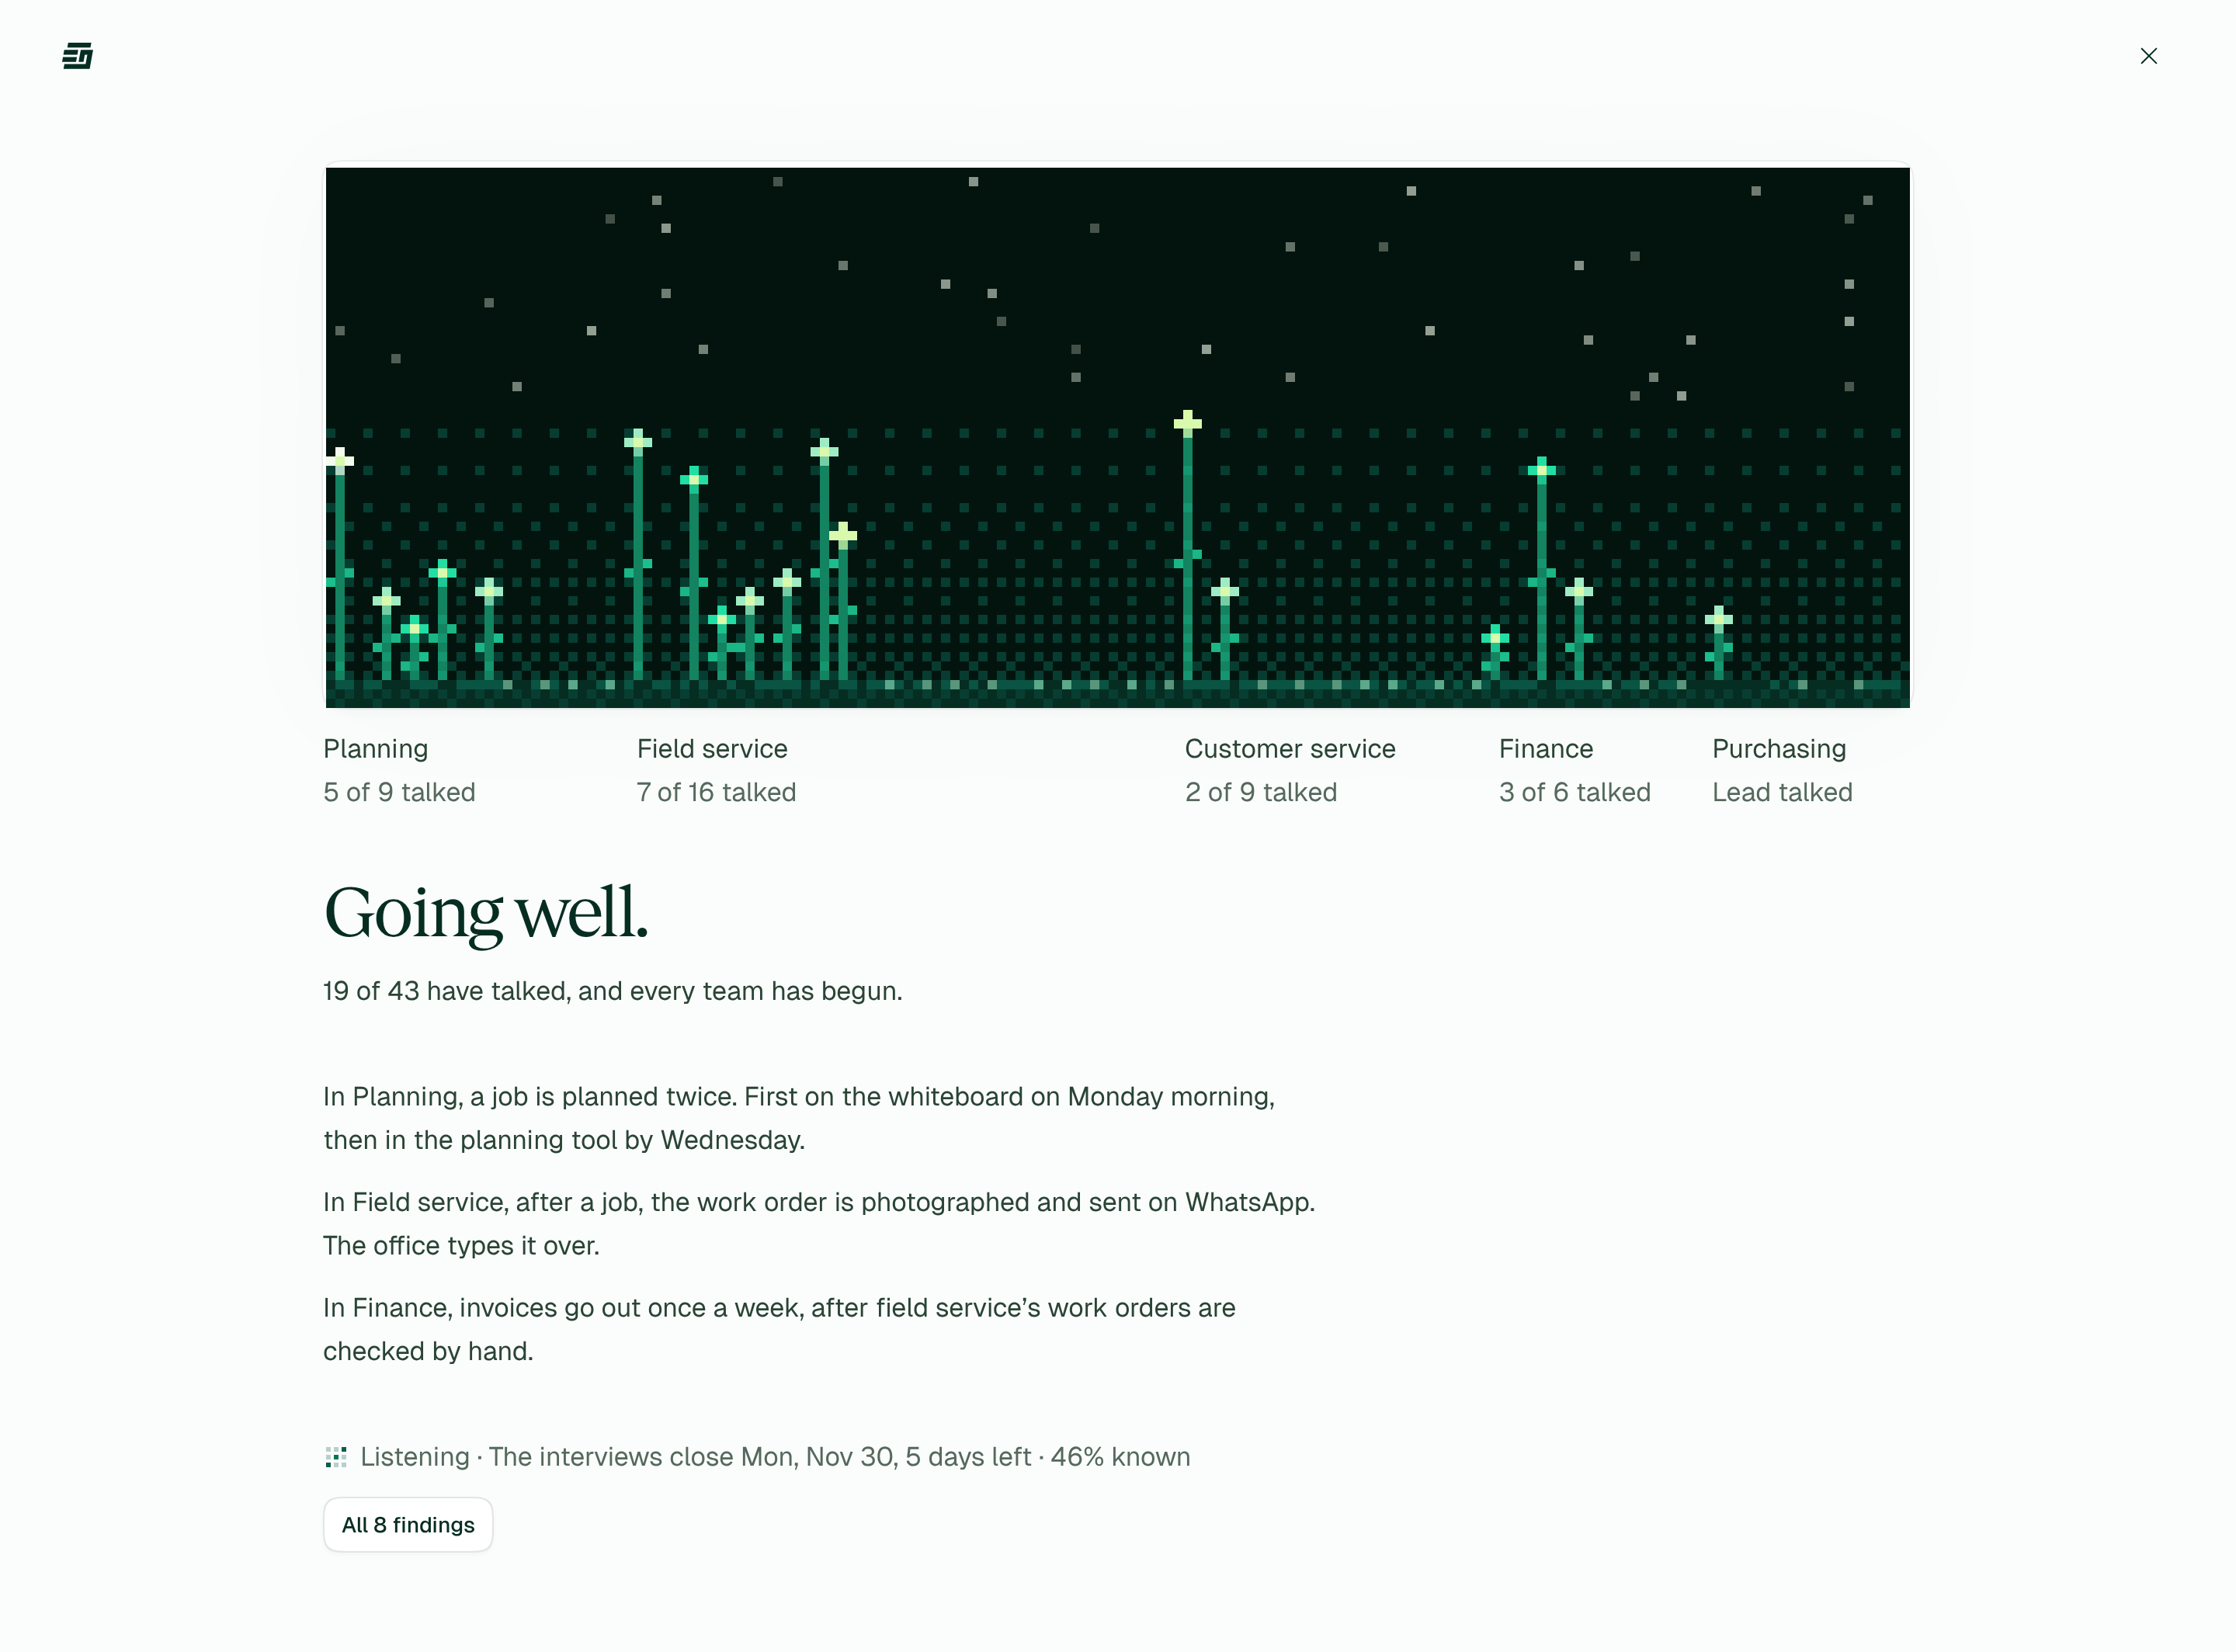 Planning
5 of 9 talked
Field service
7 of 16 talked
Customer service
2 of 9 talked
Finance
3 of 6 talked
Purchasing
Lead talked
Going well.
19 of 43 have talked, and every team has begun.
In Planning, a job is planned twice. First on the whiteboard on Monday morning,
then in the planning tool by Wednesday.
In Field service, after a job, the work order is photographed and sent on WhatsApp.
The office types it over.
In Finance, invoices go out once a week, after field service’s work orders are
checked by hand.
Listening · The interviews close Mon, Nov 30, 5 days left · 46% known
All 8 findings